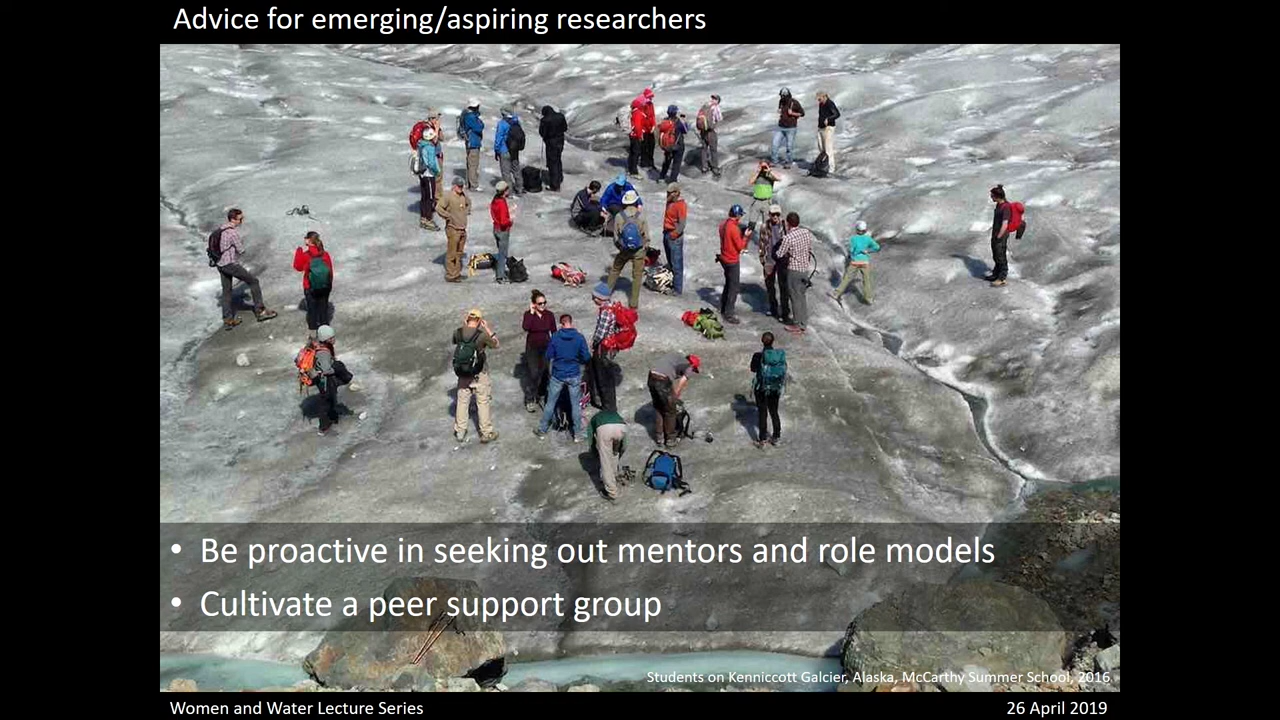 Advice for emerging/aspiring researchers
• Be proactive in seeking out mentors and role models
• Cultivate a peer support group
Students on Kenniccott Galcier, Alaska, McCarthy Summer School, 2016
Women and Water Lecture Series
26 April 2019